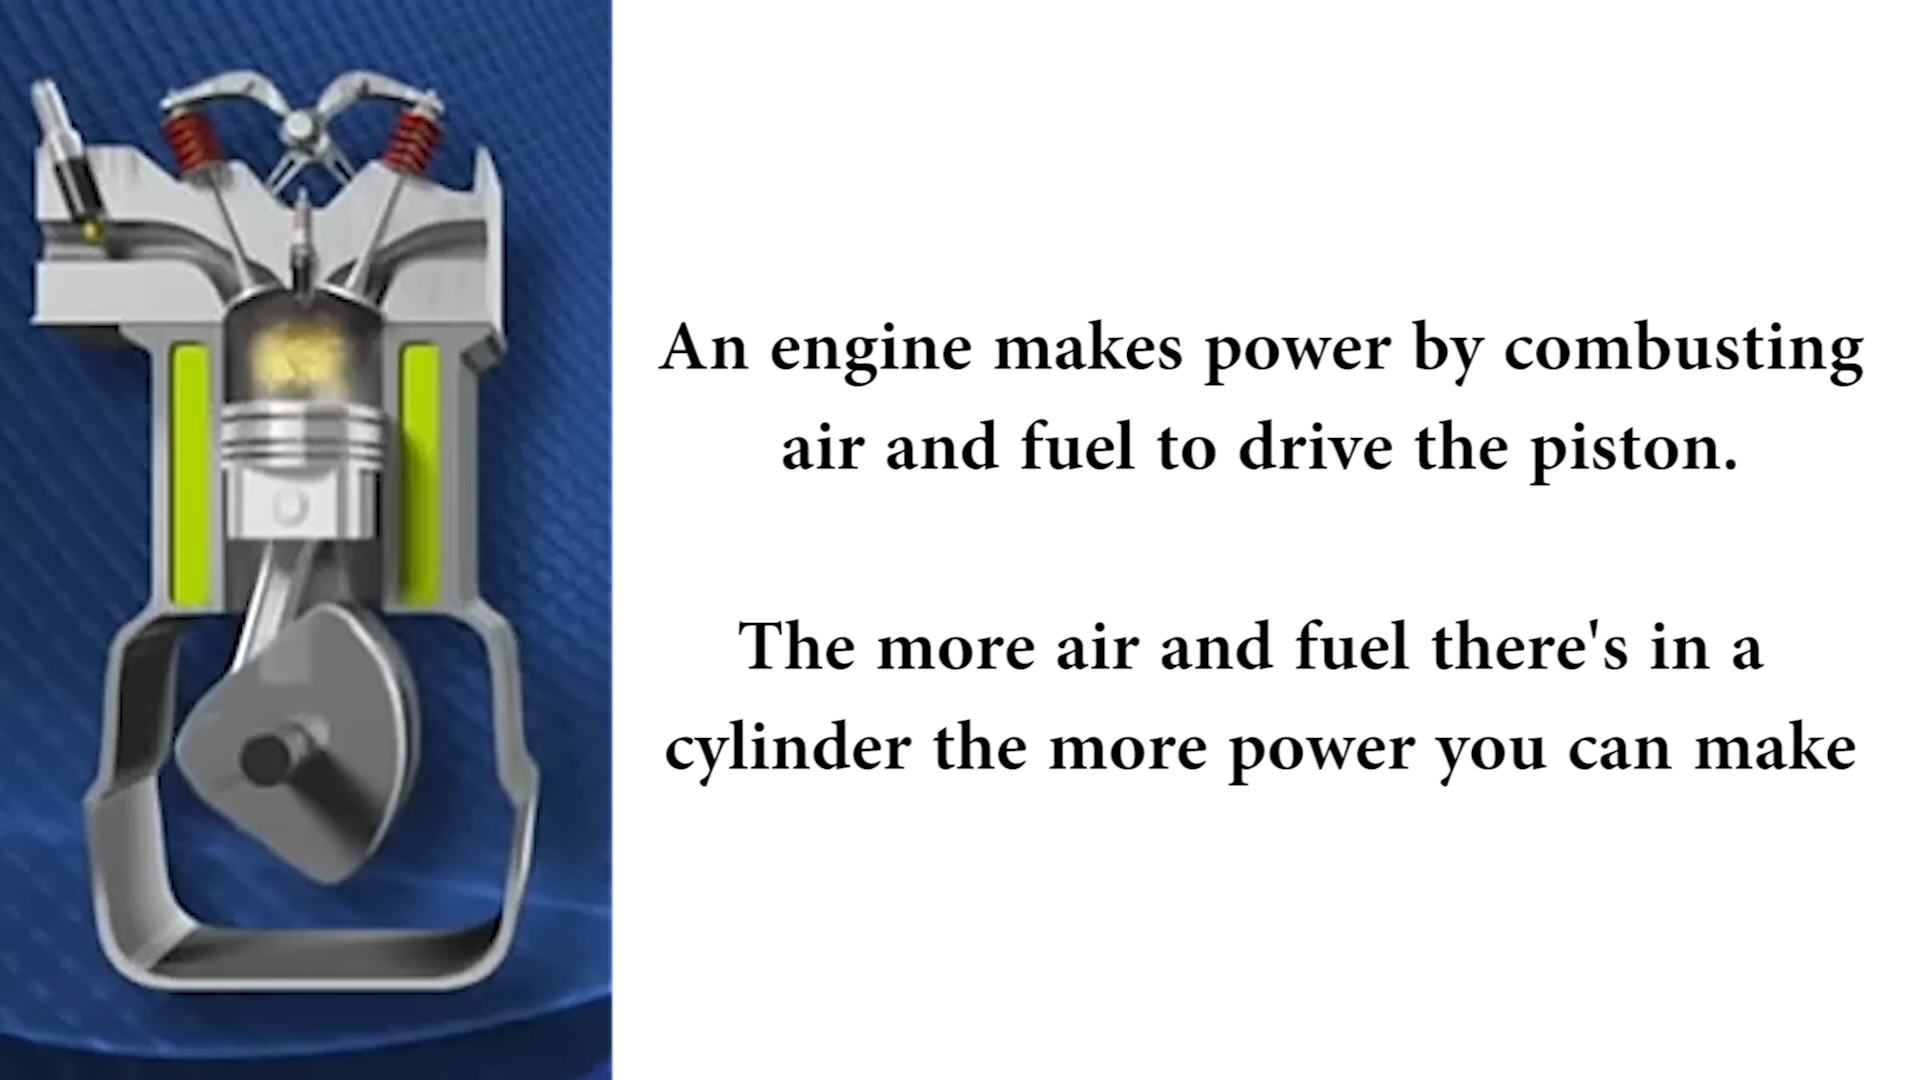 An engine makes power by combusting
air and fuel to drive the piston.
The more air and fuel there's in a
cylinder the more power you can make